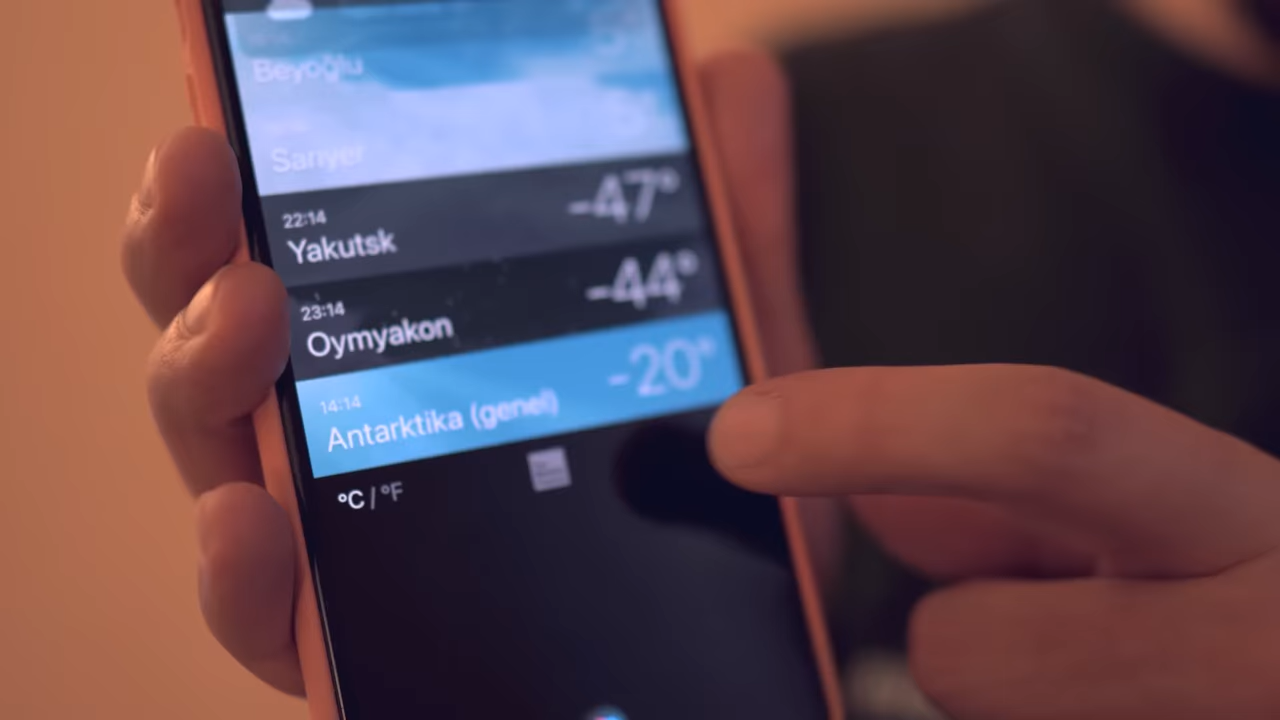 Beyoğlu
Sarıyer
22:14
Yakutsk
-47°
23:14
Oymyakon
-44°
14:14
Antarktika (genel)
-20°
°C / °F